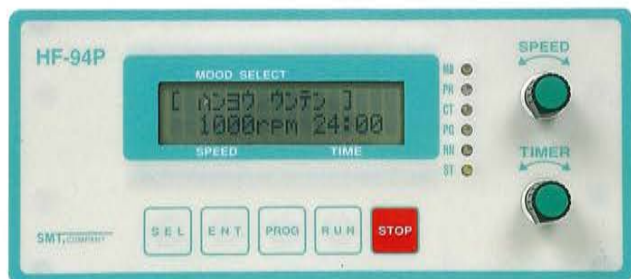 HF-94P
MOOD SELECT
[ ハンヨウ ウンテン ]
1000rpm 24:00
SPEED TIME
MB
PR
CT
PG
RN
ST
SPEED
TIMER
SEL ENT PROG RUN STOP
SMT COMPANY